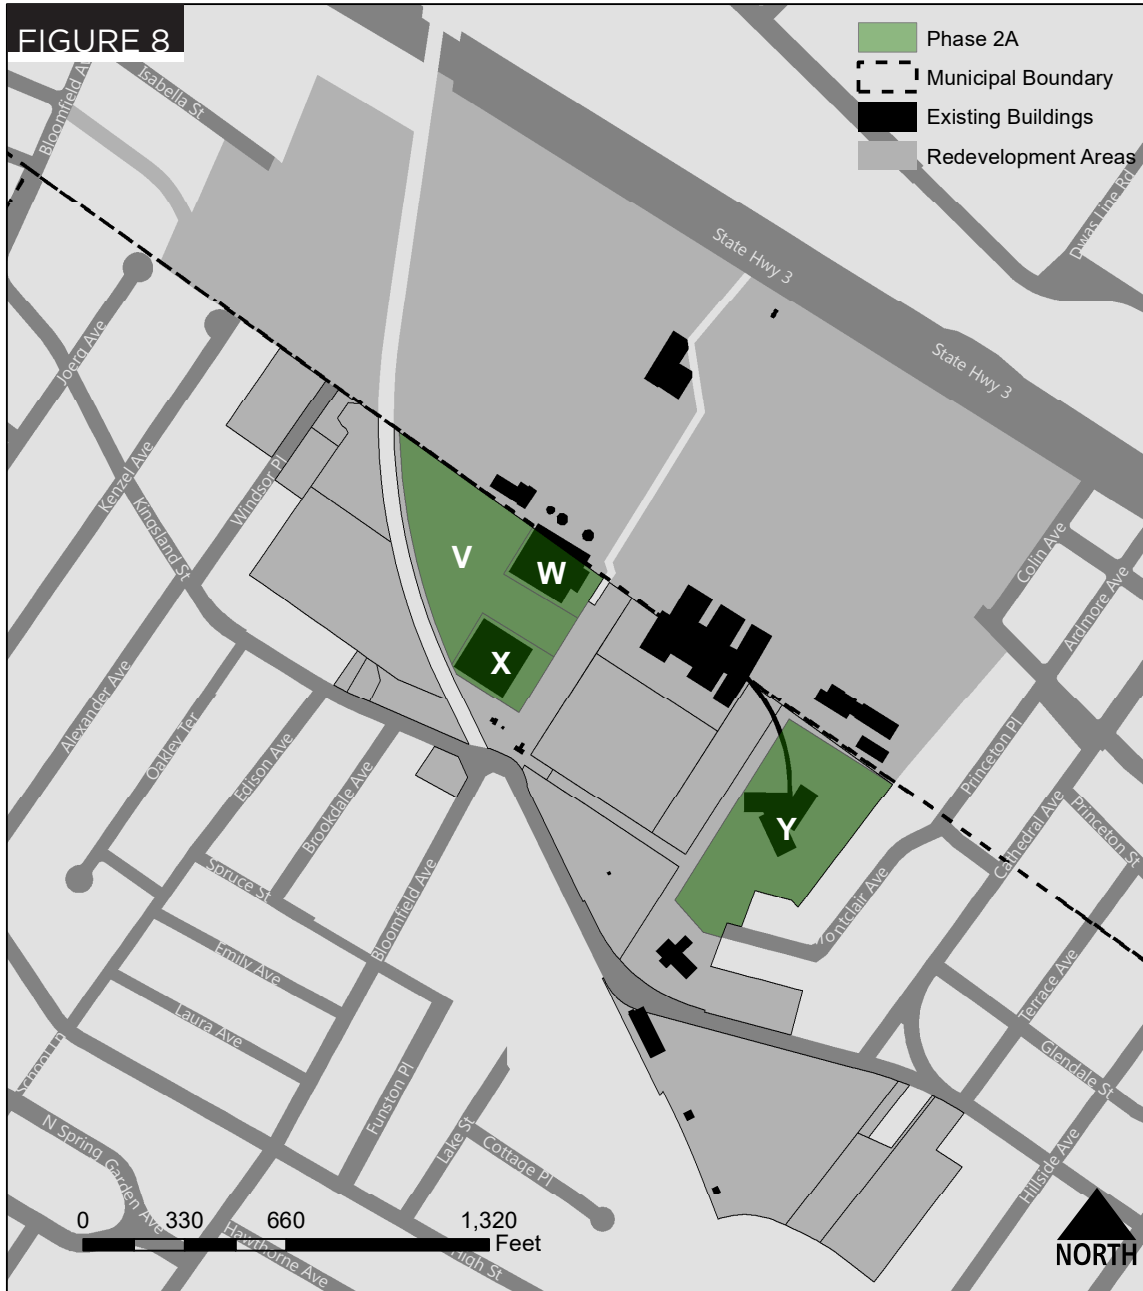 FIGURE 8
Phase 2A
Municipal Boundary
Existing Buildings
Redevelopment Areas
Isabella St
Bloomfield Av
Dwas Line Rd
State Hwy 3
State Hwy 3
Joerg Ave
Kenzel Ave
Kingsland St
Windsor Pl
Colin Ave
Ardmore Ave
V
W
X
Y
Alexander Ave
Oakley Ter
Edison Ave
Brookdale Ave
Bloomfield Ave
Princeton Pl
Cathedral Ave
Princeton St
Montclair Ave
Spruce St
Emily Ave
Laura Ave
Terrace Ave
Glendale St
School Ln
Funston Pl
Lake St
Cottage Pl
N Spring Garden Ave
Hillside Ave
Hawthorne Ave
High St
0 330 660 1,320
Feet
NORTH